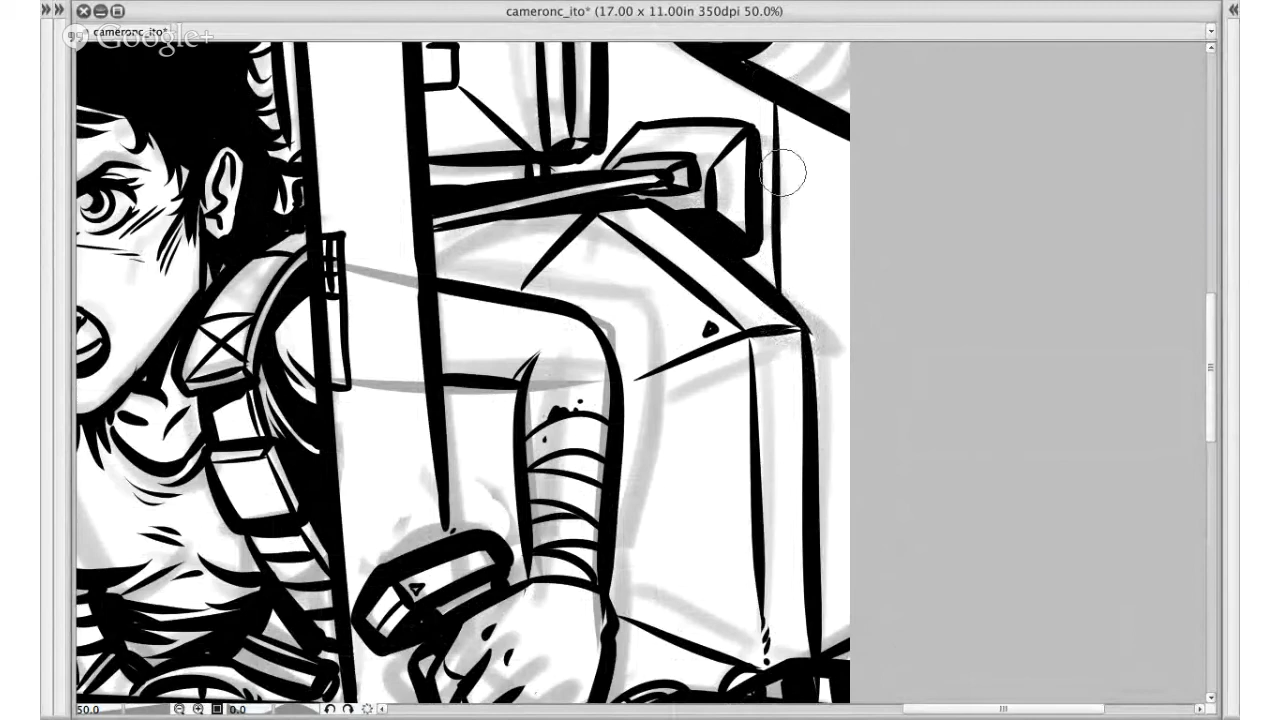 cameronc_ito* (17.00 x 11.00in 350dpi 50.0%)
cameronc_ito*
Google+
50.0
0.0